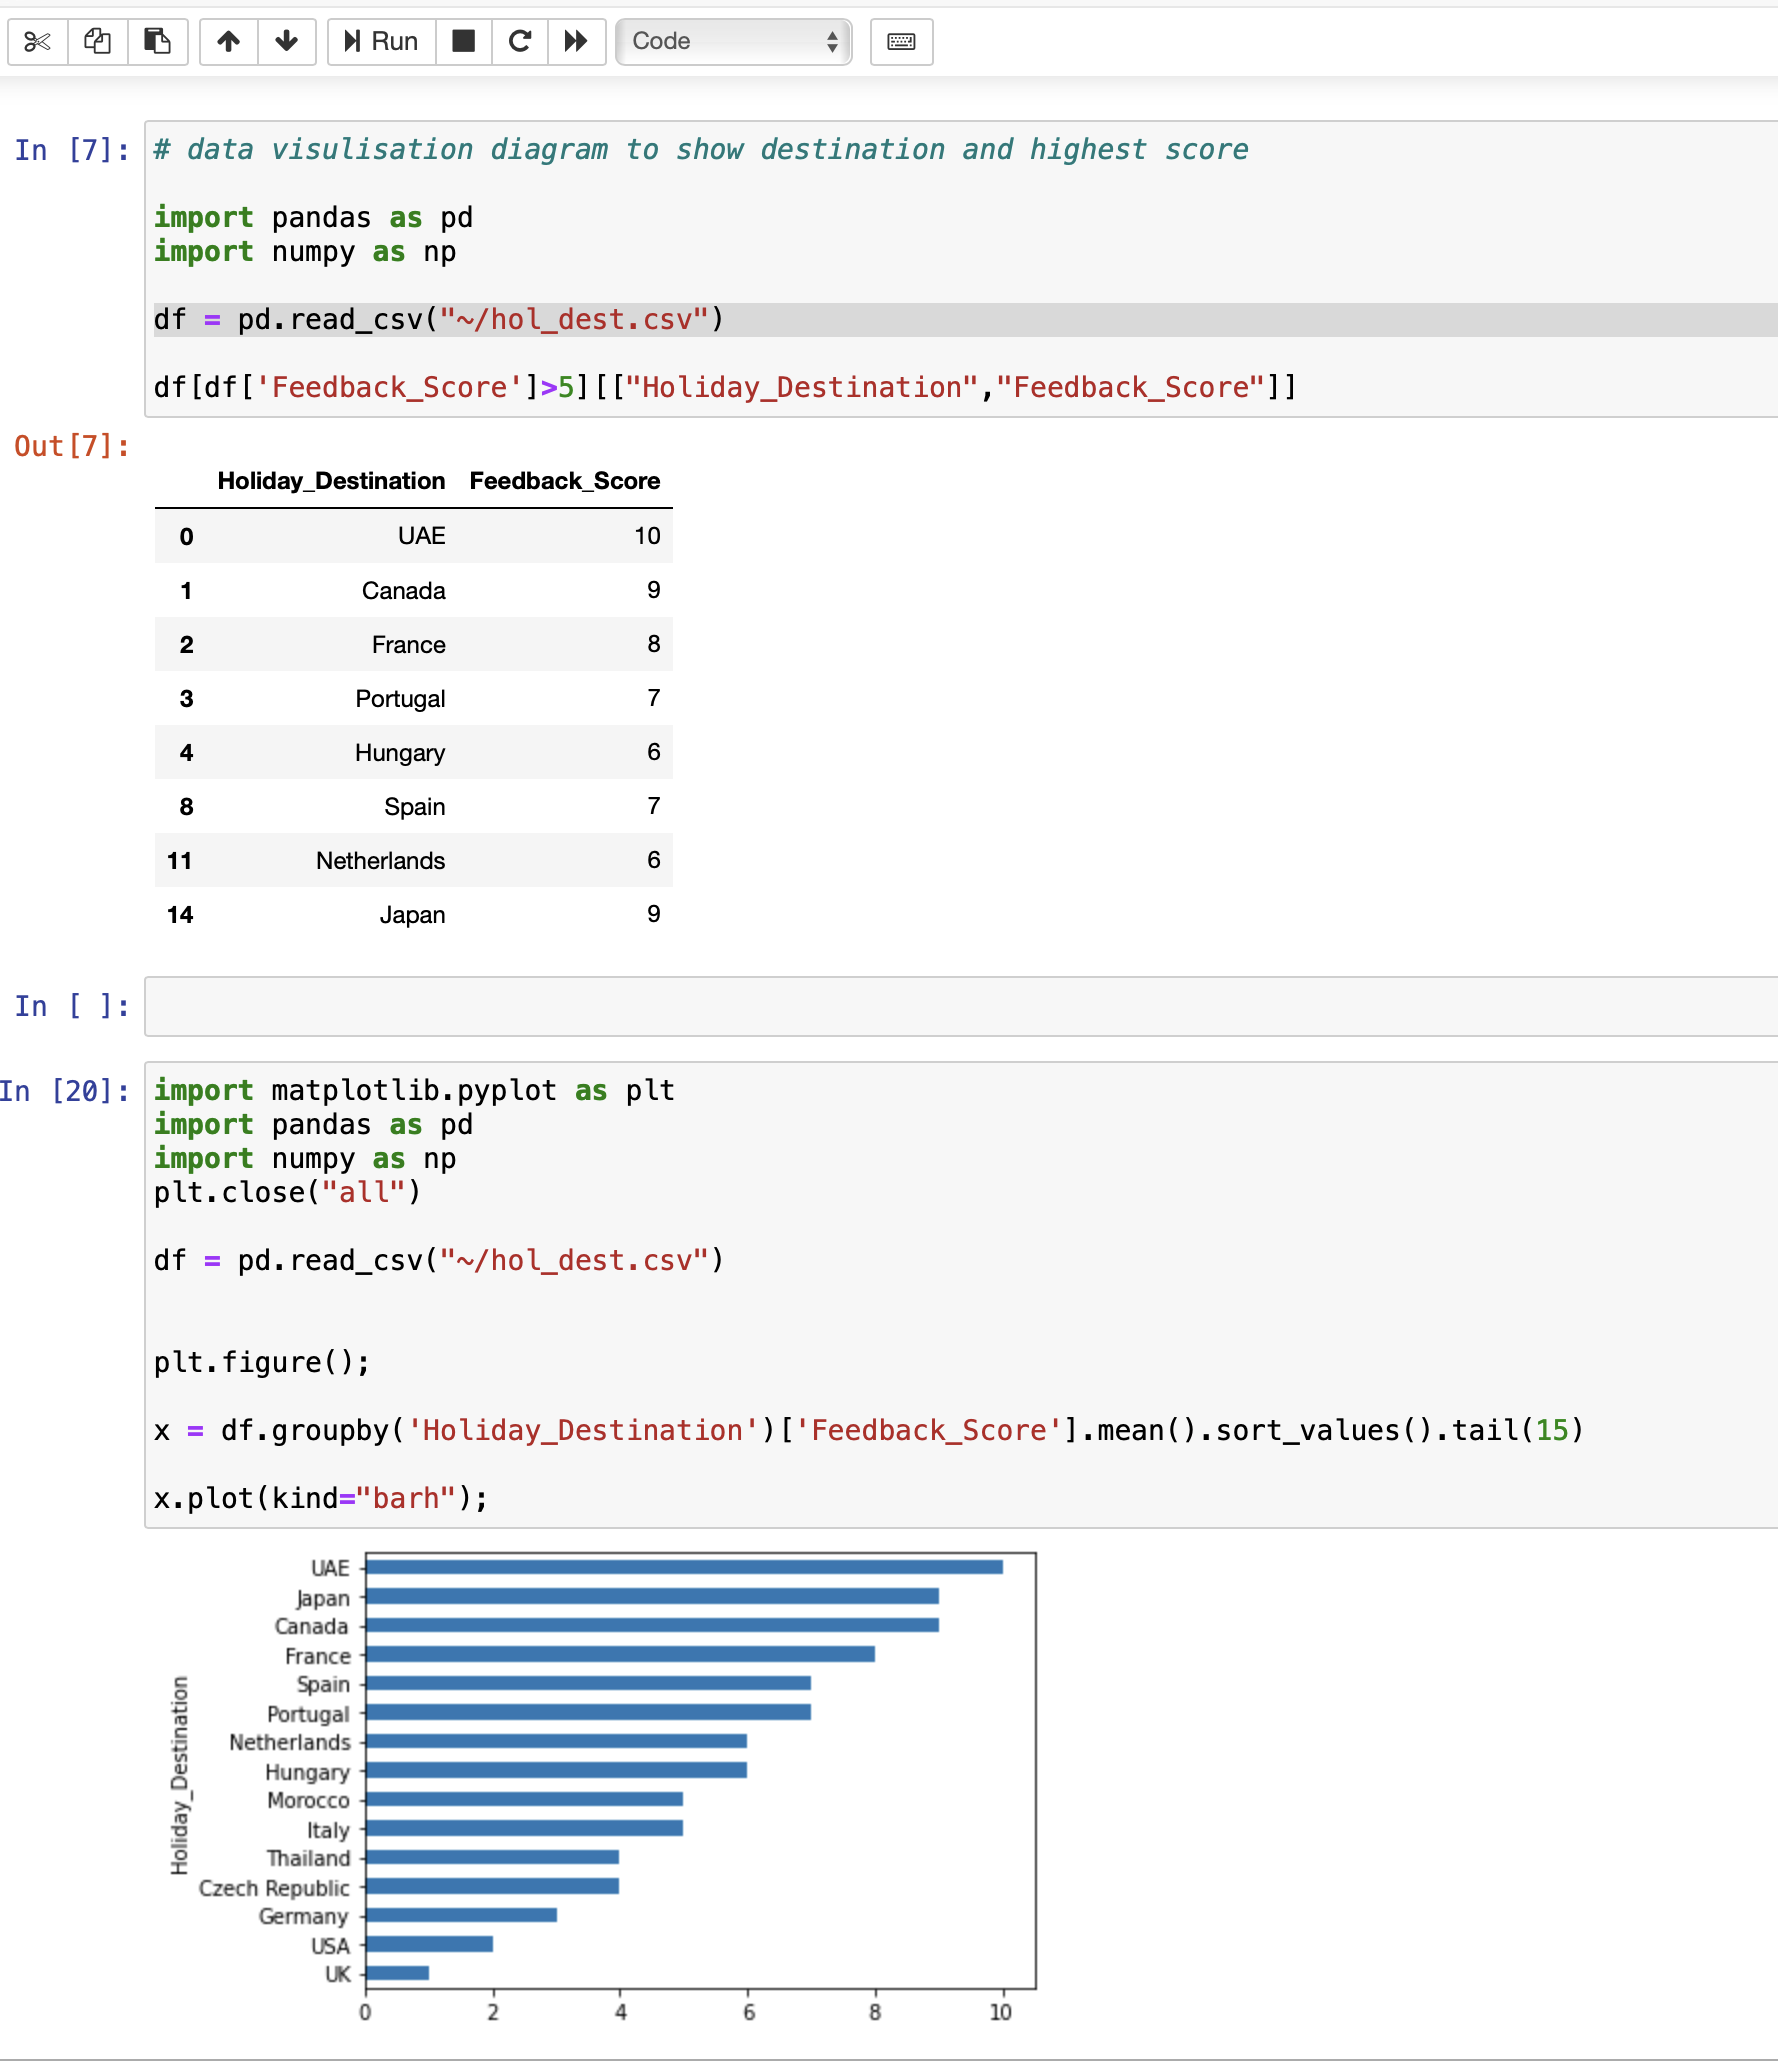 Run Code
In [7]: # data visulisation diagram to show destination and highest score
import pandas as pd
import numpy as np
df = pd.read_csv("~/hol_dest.csv")
df[df['Feedback_Score']>5][["Holiday_Destination","Feedback_Score"]]
Out[7]:
Holiday_Destination Feedback_Score
0 UAE 10
1 Canada 9
2 France 8
3 Portugal 7
4 Hungary 6
8 Spain 7
11 Netherlands 6
14 Japan 9
In [ ]:
In [20]: import matplotlib.pyplot as plt
import pandas as pd
import numpy as np
plt.close("all")
df = pd.read_csv("~/hol_dest.csv")
plt.figure();
x = df.groupby('Holiday_Destination')['Feedback_Score'].mean().sort_values().tail(15)
x.plot(kind="barh");
Holiday_Destination
UAE
Japan
Canada
France
Spain
Portugal
Netherlands
Hungary
Morocco
Italy
Thailand
Czech Republic
Germany
USA
UK
0 2 4 6 8 10